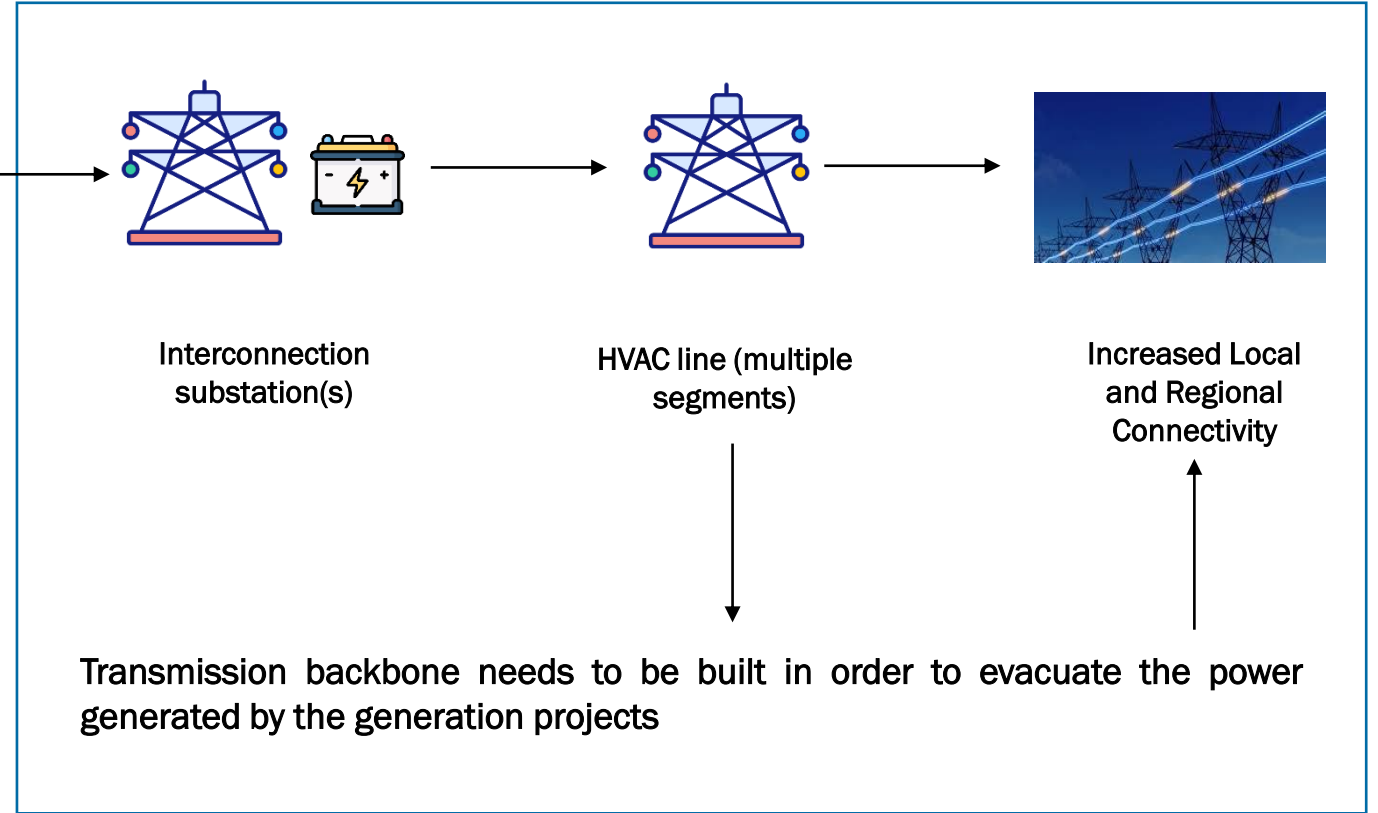 Interconnection
substation(s)
HVAC line (multiple
segments)
Increased Local
and Regional
Connectivity
Transmission backbone needs to be built in order to evacuate the power
generated by the generation projects